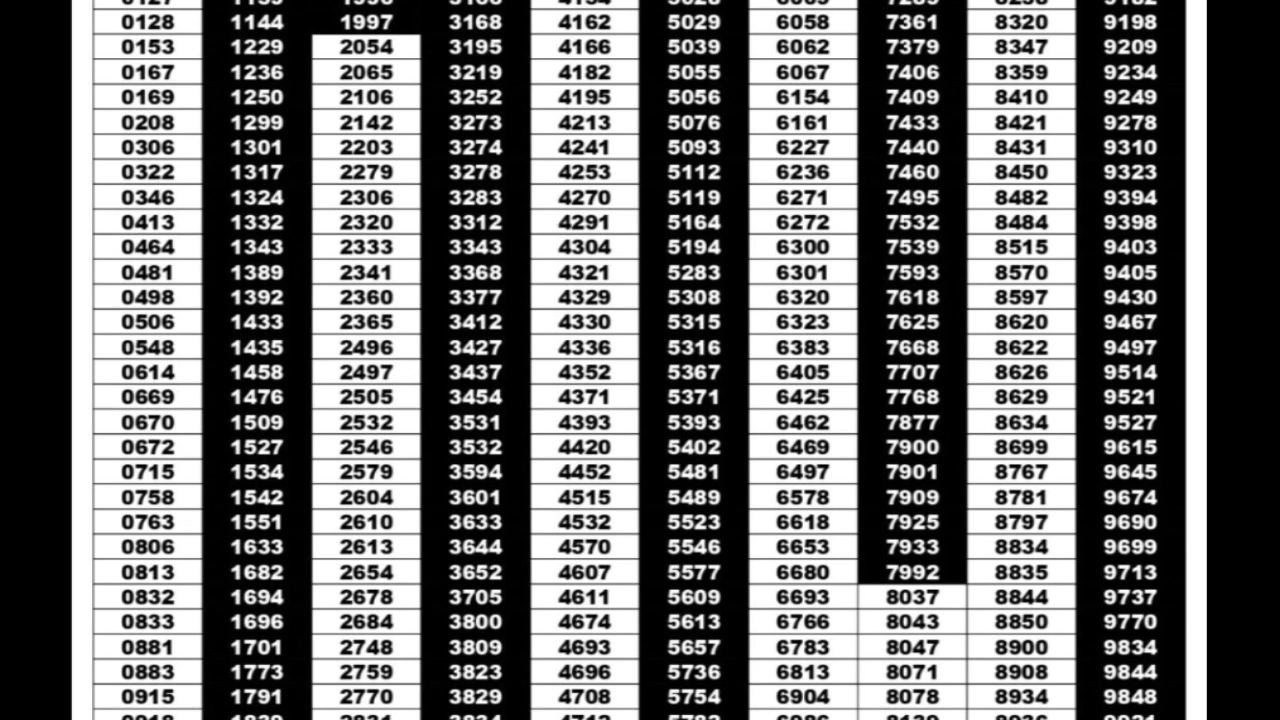 0128 1144 1997 3168 4162 5029 6058 7361 8320 9198
0153 1229 2054 3195 4166 5039 6062 7379 8347 9209
0167 1236 2065 3219 4182 5055 6067 7406 8359 9234
0169 1250 2106 3252 4195 5056 6154 7409 8410 9249
0208 1299 2142 3273 4213 5076 6161 7433 8421 9278
0306 1301 2203 3274 4241 5093 6227 7440 8431 9310
0322 1317 2279 3278 4253 5112 6236 7460 8450 9323
0346 1324 2306 3283 4270 5119 6271 7495 8482 9394
0413 1332 2320 3312 4291 5164 6272 7532 8484 9398
0464 1343 2333 3343 4304 5194 6300 7539 8515 9403
0481 1389 2341 3368 4321 5283 6301 7593 8570 9405
0498 1392 2360 3377 4329 5308 6320 7618 8597 9430
0506 1433 2365 3412 4330 5315 6323 7625 8620 9467
0548 1435 2496 3427 4336 5316 6383 7668 8622 9497
0614 1458 2497 3437 4352 5367 6405 7707 8626 9514
0669 1476 2505 3454 4371 5371 6425 7768 8629 9521
0670 1509 2532 3531 4393 5393 6462 7877 8634 9527
0672 1527 2546 3532 4420 5402 6469 7900 8699 9615
0715 1534 2579 3594 4452 5481 6497 7901 8767 9645
0758 1542 2604 3601 4515 5489 6578 7909 8781 9674
0763 1551 2610 3633 4532 5523 6618 7925 8797 9690
0806 1633 2613 3644 4570 5546 6653 7933 8834 9699
0813 1682 2654 3652 4607 5577 6680 7992 8835 9713
0832 1694 2678 3705 4611 5609 6693 8037 8844 9737
0833 1696 2684 3800 4674 5613 6766 8043 8850 9770
0881 1701 2748 3809 4693 5657 6783 8047 8900 9834
0883 1773 2759 3823 4696 5736 6813 8071 8908 9844
0915 1791 2770 3829 4708 5754 6904 8078 8934 9848